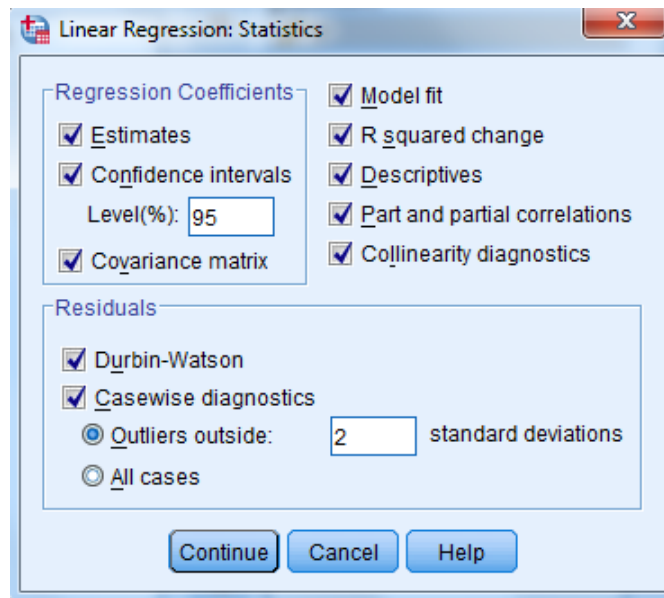 Linear Regression: Statistics
Regression Coefficients
Estimates
Confidence intervals
Level(%): 95
Covariance matrix
Model fit
R squared change
Descriptives
Part and partial correlations
Collinearity diagnostics
Residuals
Durbin-Watson
Casewise diagnostics
Outliers outside: 2 standard deviations
All cases
Continue Cancel Help